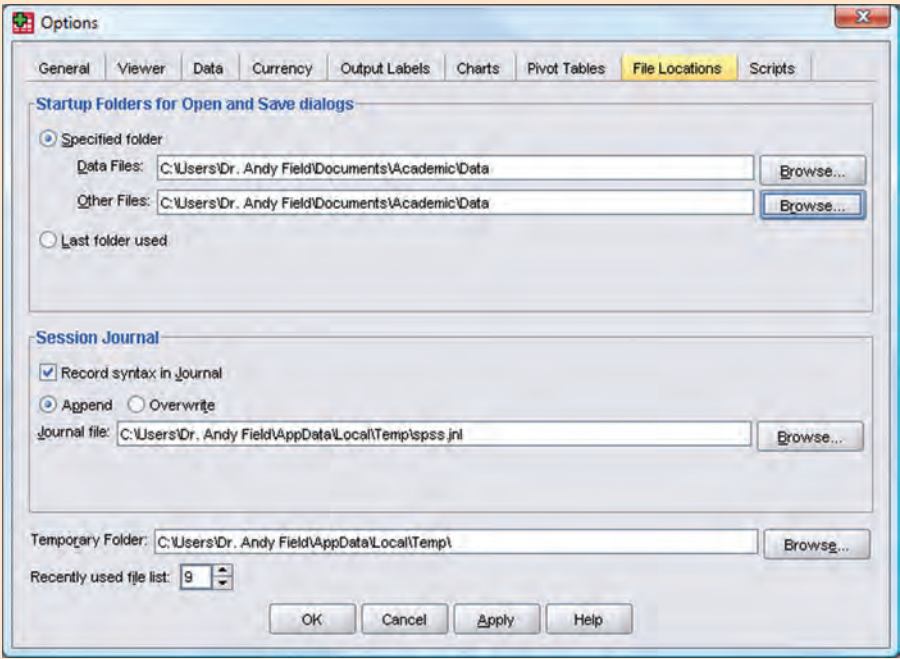 Options
General Viewer Data Currency Output Labels Charts Pivot Tables File Locations Scripts
Startup Folders for Open and Save dialogs
Specified folder
Data Files: C:\Users\Dr. Andy Field\Documents\Academic\Data Browse...
Other Files: C:\Users\Dr. Andy Field\Documents\Academic\Data Browse...
Last folder used
Session Journal
Record syntax in Journal
Append Overwrite
Journal file: C:\Users\Dr. Andy Field\AppData\Local\Temp\spss.jnl Browse...
Temporary Folder: C:\Users\Dr. Andy Field\AppData\Local\Temp\ Browse...
Recently used file list: 9
OK Cancel Apply Help